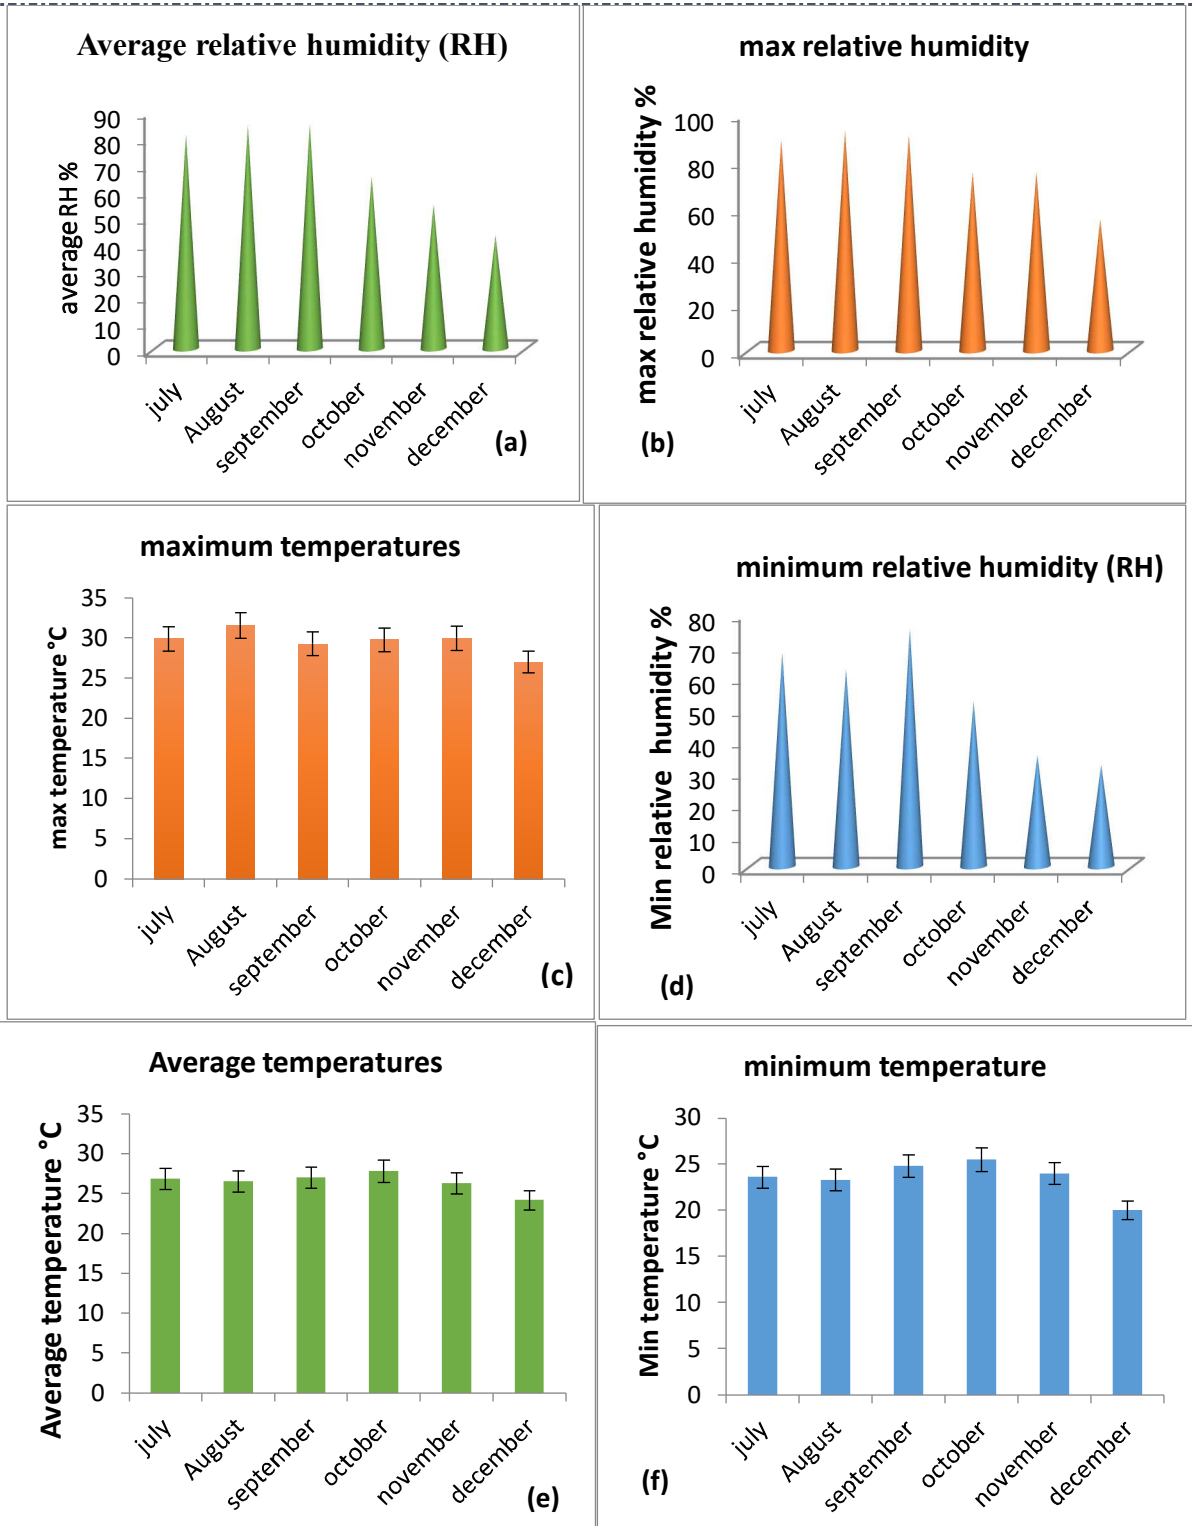 Average relative humidity (RH)
average RH %
90
80
70
60
50
40
30
20
10
0
july
August
september
october
november
december
(a)
max relative humidity
max relative humidity %
100
80
60
40
20
0
july
August
september
october
november
december
(b)
maximum temperatures
max temperature °C
35
30
25
20
15
10
5
0
july
August
september
october
november
december
(c)
minimum relative humidity (RH)
Min relative humidity %
80
70
60
50
40
30
20
10
0
july
August
september
october
november
december
(d)
Average temperatures
Average temperature °C
35
30
25
20
15
10
5
0
july
August
september
october
november
december
(e)
minimum temperature
Min temperature °C
30
25
20
15
10
5
0
july
August
september
october
november
december
(f)